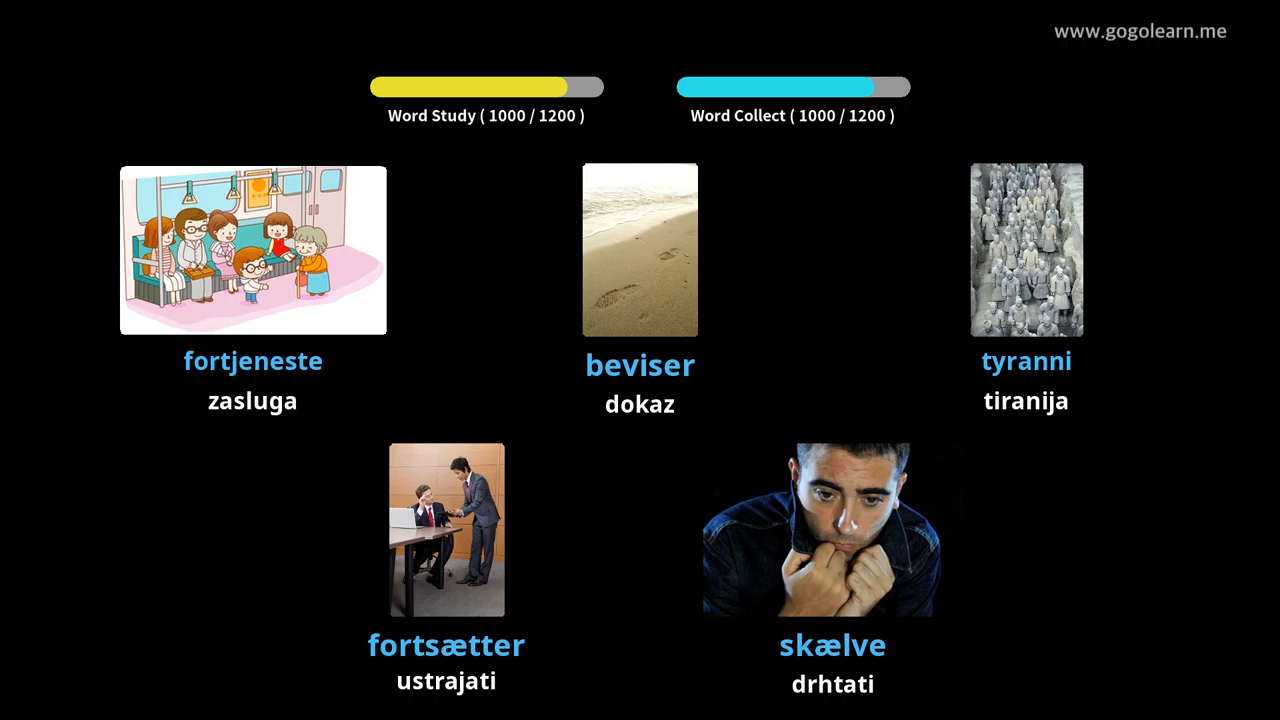 www.gogolearn.me
Word Study ( 1000 / 1200 )
Word Collect ( 1000 / 1200 )
fortjeneste
zasluga
beviser
dokaz
tyranni
tiranija
fortsætter
ustrajati
skælve
drhtati